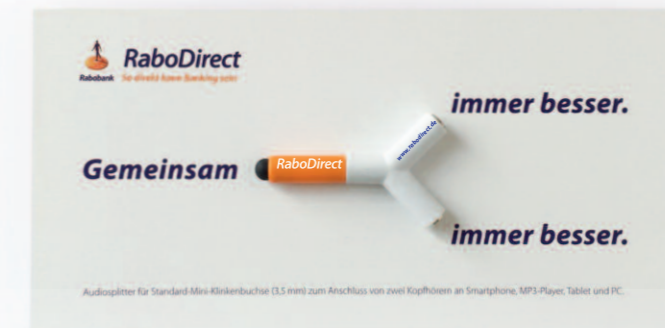 RaboDirect
Rabobank So direkt kann Banking sein
immer besser.
www.rabodirect.de
Gemeinsam RaboDirect
immer besser.
Audiosplitter für Standard-Mini-Klinkenbuchse (3,5 mm) zum Anschluss von zwei Kopfhörern an Smartphone, MP3-Player, Tablet und PC.